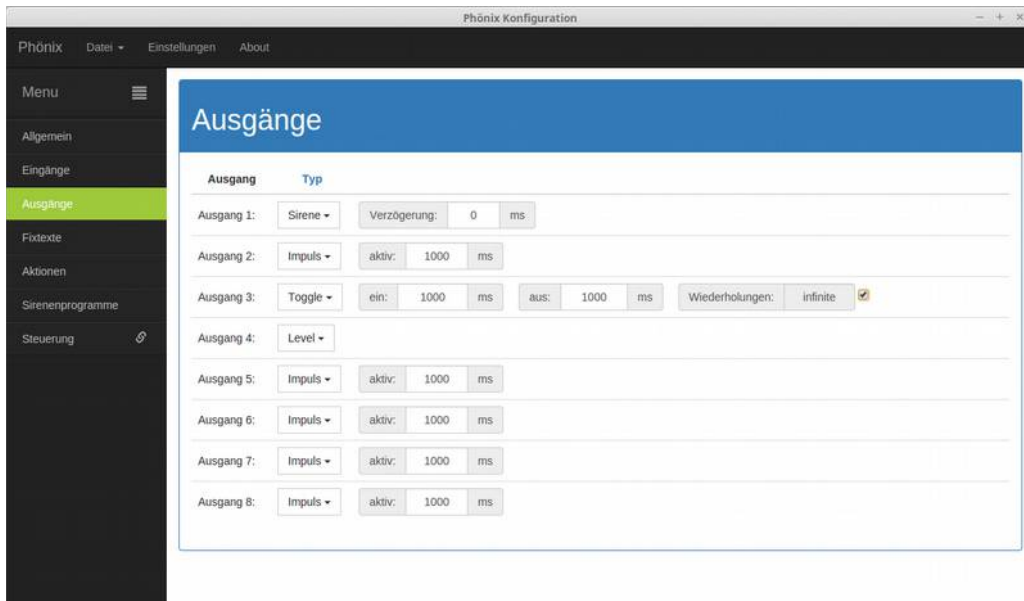 Phönix Konfiguration
Phönix Datei Einstellungen About
Menu
Allgemein
Eingänge
Ausgänge
Fixtexte
Aktionen
Sirenenprogramme
Steuerung
Ausgänge
Ausgang Typ
Ausgang 1: Sirene Verzögerung: 0 ms
Ausgang 2: Impuls aktiv: 1000 ms
Ausgang 3: Toggle ein: 1000 ms aus: 1000 ms Wiederholungen: infinite
Ausgang 4: Level
Ausgang 5: Impuls aktiv: 1000 ms
Ausgang 6: Impuls aktiv: 1000 ms
Ausgang 7: Impuls aktiv: 1000 ms
Ausgang 8: Impuls aktiv: 1000 ms